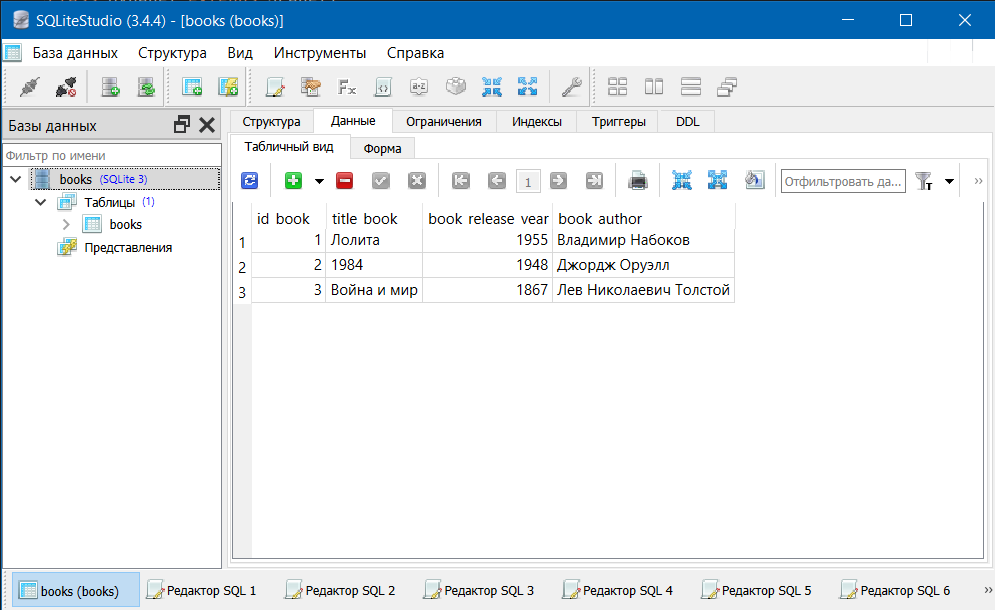 SQLiteStudio (3.4.4) - [books (books)]
База данных Структура Вид Инструменты Справка
Базы данных
Фильтр по имени
books (SQLite 3)
Таблицы (1)
books
Представления
Структура Данные Ограничения Индексы Триггеры DDL
Табличный вид Форма
1 Отфильтровать да...
id book title book book release year book author
1 1 Лолита 1955 Владимир Набоков
2 2 1984 1948 Джордж Оруэлл
3 3 Война и мир 1867 Лев Николаевич Толстой
books (books) Редактор SQL 1 Редактор SQL 2 Редактор SQL 3 Редактор SQL 4 Редактор SQL 5 Редактор SQL 6